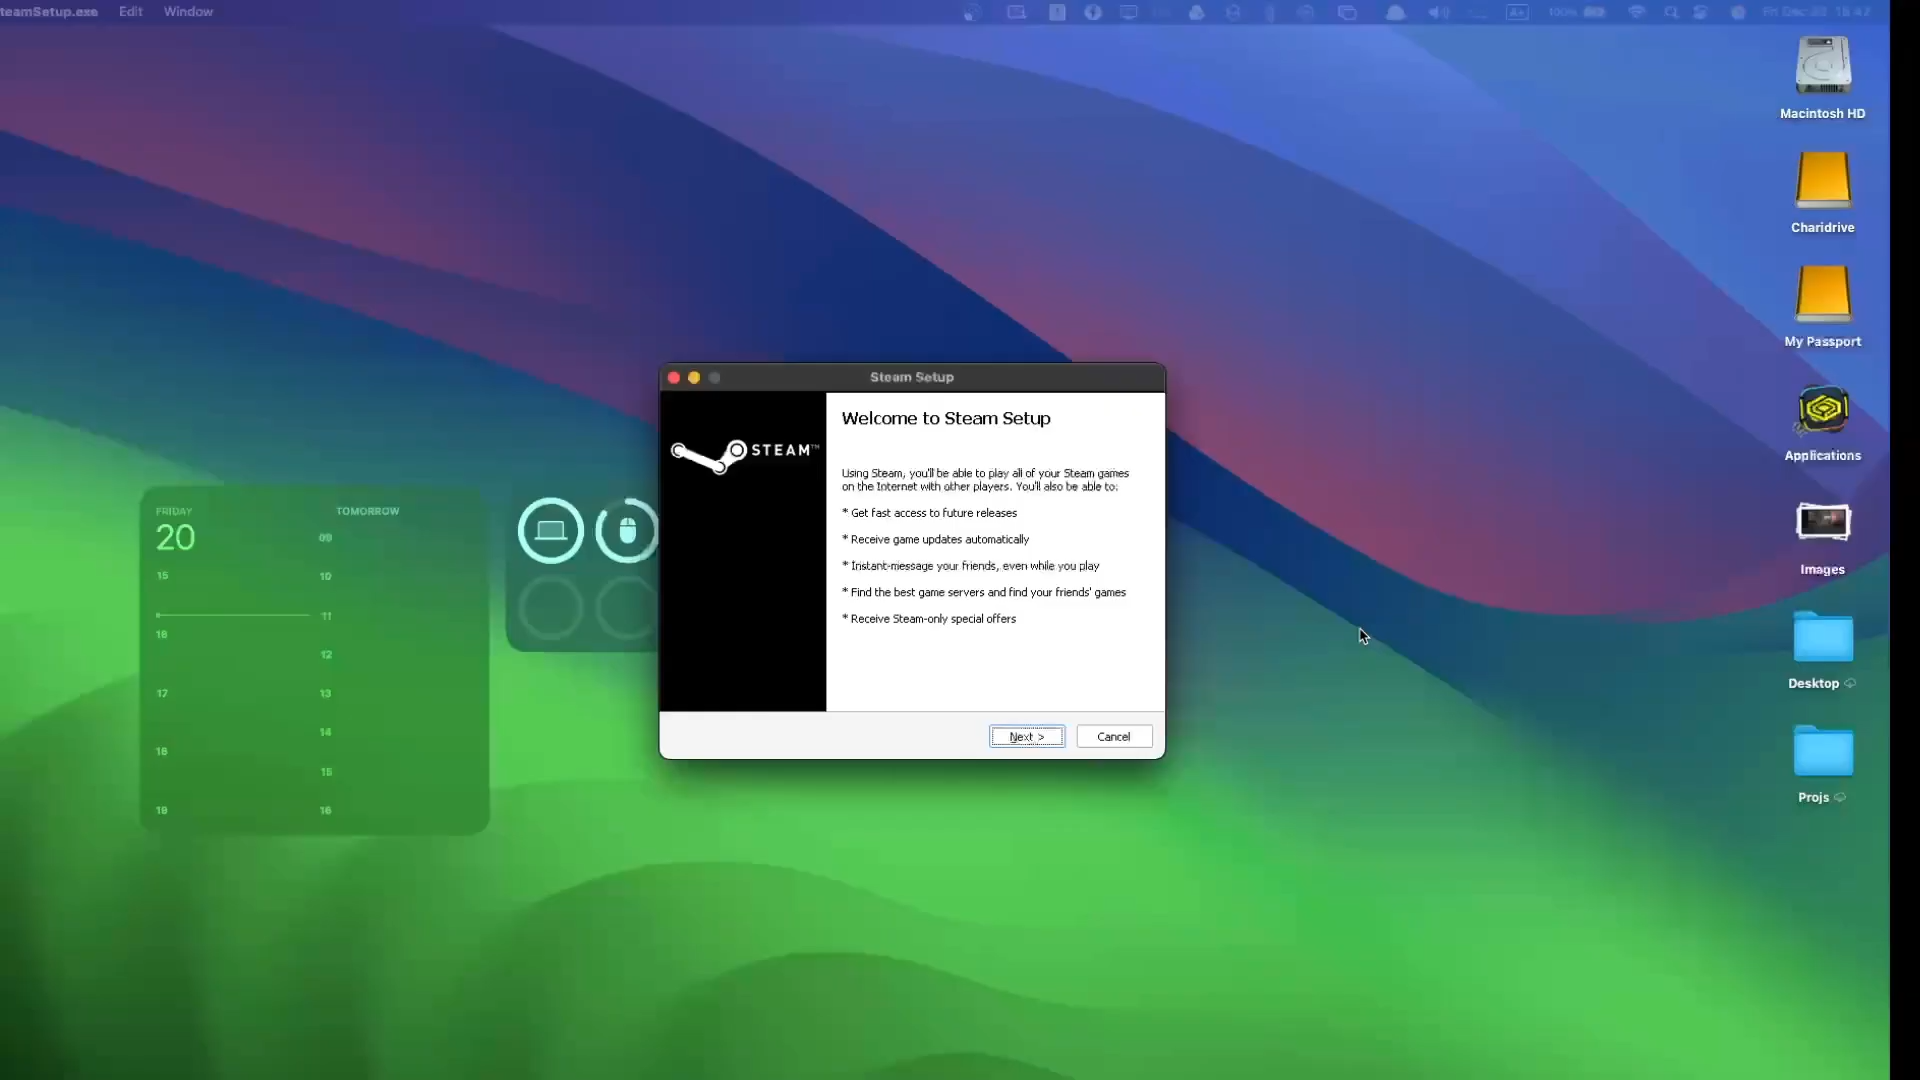 teamSetup.exe Edit Window
100%
Macintosh HD
Charidrive
My Passport
Applications
Images
Desktop
Projs
Steam Setup
STEAM™
Welcome to Steam Setup
Using Steam, you'll be able to play all of your Steam games
on the Internet with other players. You'll also be able to:
* Get fast access to future releases
* Receive game updates automatically
* Instant-message your friends, even while you play
* Find the best game servers and find your friends' games
* Receive Steam-only special offers
Next >
Cancel
FRIDAY
20
15
16
17
18
19
TOMORROW
09
10
11
12
13
14
15
16